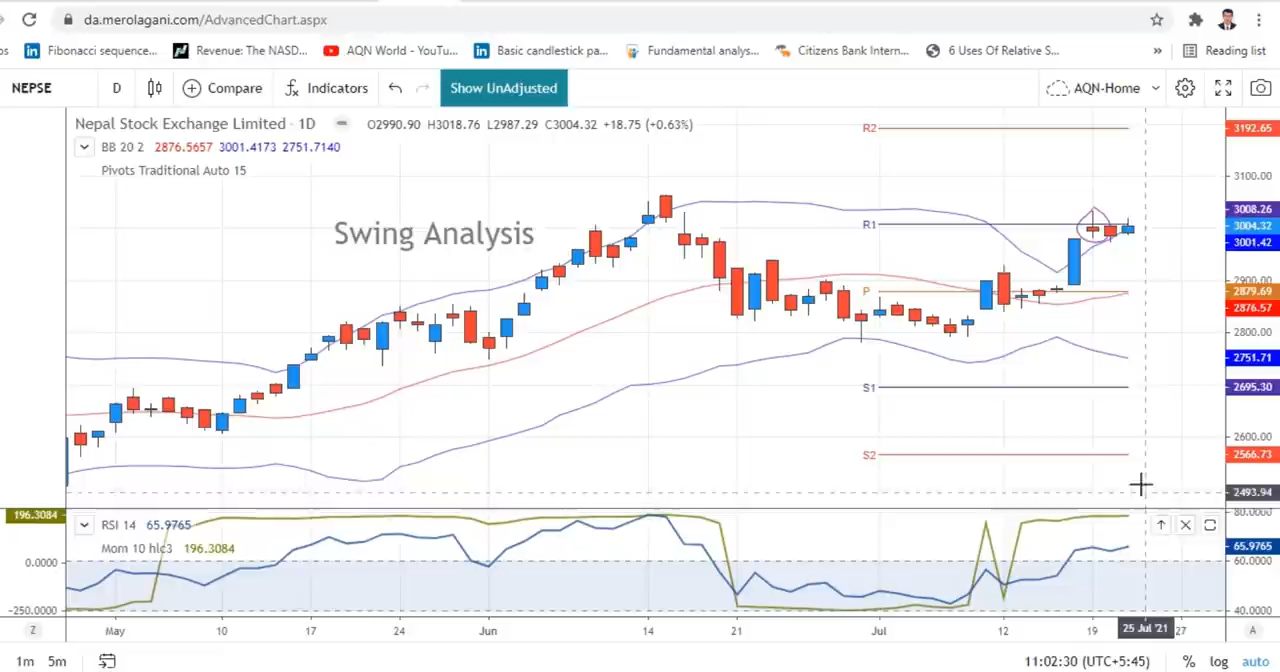 da.merolagani.com/AdvancedChart.aspx
Fibonacci sequence... Revenue: The NASD... AQN World - YouTu... Basic candlestick pa... Fundamental analys... Citizens Bank Intern... 6 Uses Of Relative S... » Reading list
NEPSE D Compare Indicators Show UnAdjusted AQN-Home
Nepal Stock Exchange Limited · 1D O2990.90 H3018.76 L2987.29 C3004.32 +18.75 (+0.63%)
BB 20 2 2876.5657 3001.4173 2751.7140
Pivots Traditional Auto 15
Swing Analysis
R2
R1
P
S1
S2
3192.65
3100.00
3008.26
3004.32
3001.42
2900.00
2879.69
2876.57
2800.00
2751.71
2695.30
2600.00
2566.73
2493.94
196.3084
RSI 14 65.9765
Mom 10 hlc3 196.3084
0.0000
-250.0000
80.0000
65.9765
60.0000
40.0000
Z May 10 17 24 Jun 14 21 Jul 12 19 25 Jul '21 27 A
1m 5m 11:02:30 (UTC+5:45) % log auto